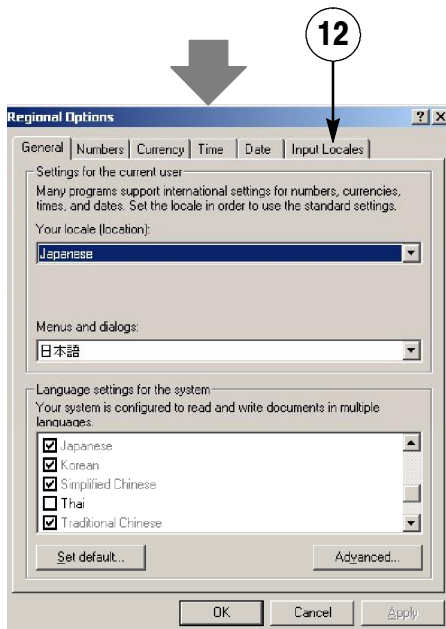 12
Regional Options
General Numbers Currency Time Date Input Locales
Settings for the current user
Many programs support international settings for numbers, currencies,
times, and dates. Set the locale in order to use the standard settings.
Your locale (location):
Japanese
Menus and dialogs:
日本語
Language settings for the system
Your system is configured to read and write documents in multiple
languages.
Japanese
Korean
Simplified Chinese
Thai
Traditional Chinese
Set default... Advanced...
OK Cancel Apply